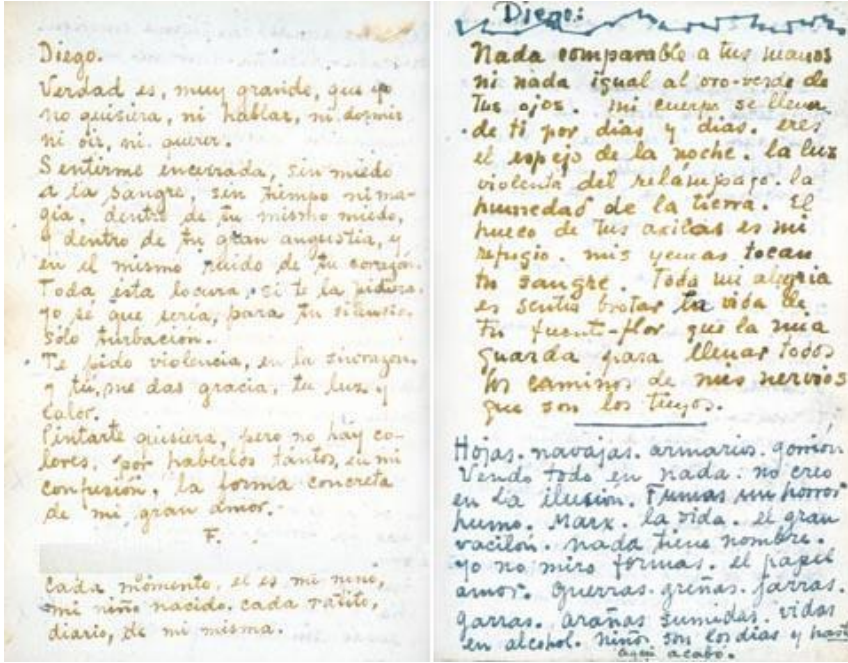 Diego.
Verdad es, muy grande, que yo
no quisiera, ni hablar, ni dormir
ni oir, ni querer.
Sentirme encerrada, sin miedo
a la sangre, sin tiempo ni ma-
gia, dentro de tu mismo miedo,
y dentro de tu gran angustia, y
en el mismo ruido de tu corazón.
Toda esta locura, si te la pidiera,
yo sé que sería, para tu silencio,
sólo turbación.
Te pido violencia, en la sinrazón,
y tú, me das gracia, tu luz y
calor.
Pintarte quisiera, pero no hay co-
lores, por haberlos tantos, en mi
confusión, la forma concreta
de mi gran amor.
F.
Cada momento, el es mi niño,
mi niño nacido, cada ratito,
diario, de mi misma.
Diego:
Nada comparable a tus manos
ni nada igual al oro-verde de
tus ojos. mi cuerpo se llena
de ti por dias y dias. eres
el espejo de la noche. la luz
violenta del relámpago. la
humedad de la tierra. El
hueco de tus axilas es mi
refugio. mis yemas tocan
tu sangre. Toda mi alegria
es sentir brotar la vida de
tu fuente-flor que la mia
guarda para llenar todos
los caminos de mis nervios
que son los tuyos.
Hojas. navajas. armarios. gorrión
Vendo todo en nada. no creo
en la ilusión. Fumas un horror
humo. Marx. la vida. el gran
vacilón. nada tiene nombre.
yo no miro formas. el papel
amor. guerras. greñas. jarras.
garras. arañas sumidas. vidas
en alcohol. niños son los dias y hasta
aqui acabó.